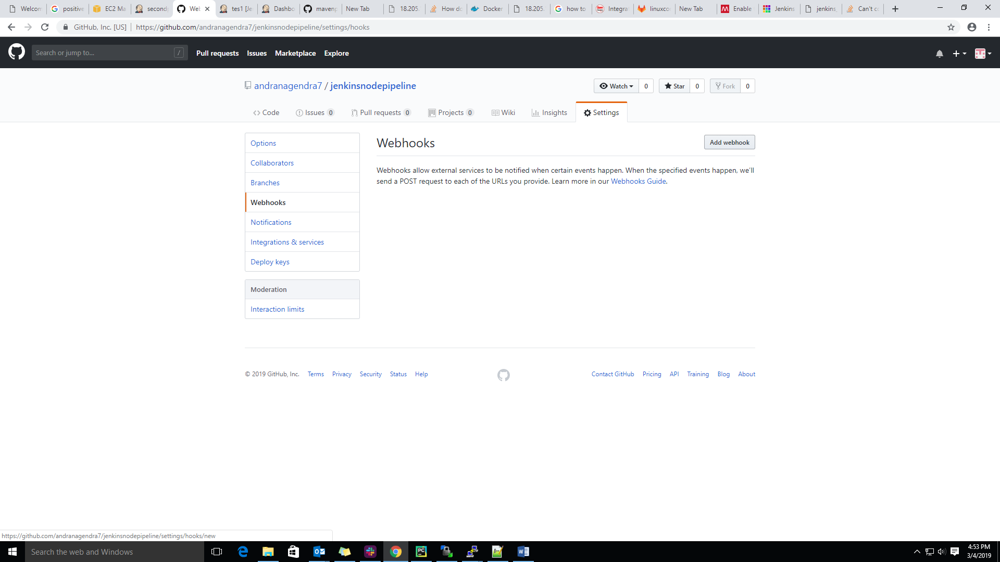 Welcom
positive
EC2 Ma
second
Web
tes1 [Je
Dashbo
mavenp
New Tab
18.205.
How do
Docker
18.205.
how to
Integrat
linuxco
New Tab
Enable
Jenkins
jenkins_
Can't co
GitHub, Inc. [US]
https://github.com/andranagendra7/jenkinsnodepipeline/settings/hooks
Search or jump to...
/
Pull requests
Issues
Marketplace
Explore
andranagendra7 / jenkinsnodepipeline
Watch
0
Star
0
Fork
0
Code
Issues 0
Pull requests 0
Projects 0
Wiki
Insights
Settings
Options
Collaborators
Branches
Webhooks
Notifications
Integrations & services
Deploy keys
Moderation
Interaction limits
Webhooks
Add webhook
Webhooks allow external services to be notified when certain events happen. When the specified events happen, we'll
send a POST request to each of the URLs you provide. Learn more in our Webhooks Guide.
© 2019 GitHub, Inc.
Terms
Privacy
Security
Status
Help
Contact GitHub
Pricing
API
Training
Blog
About
https://github.com/andranagendra7/jenkinsnodepipeline/settings/hooks/new
Search the web and Windows
4:53 PM
3/4/2019